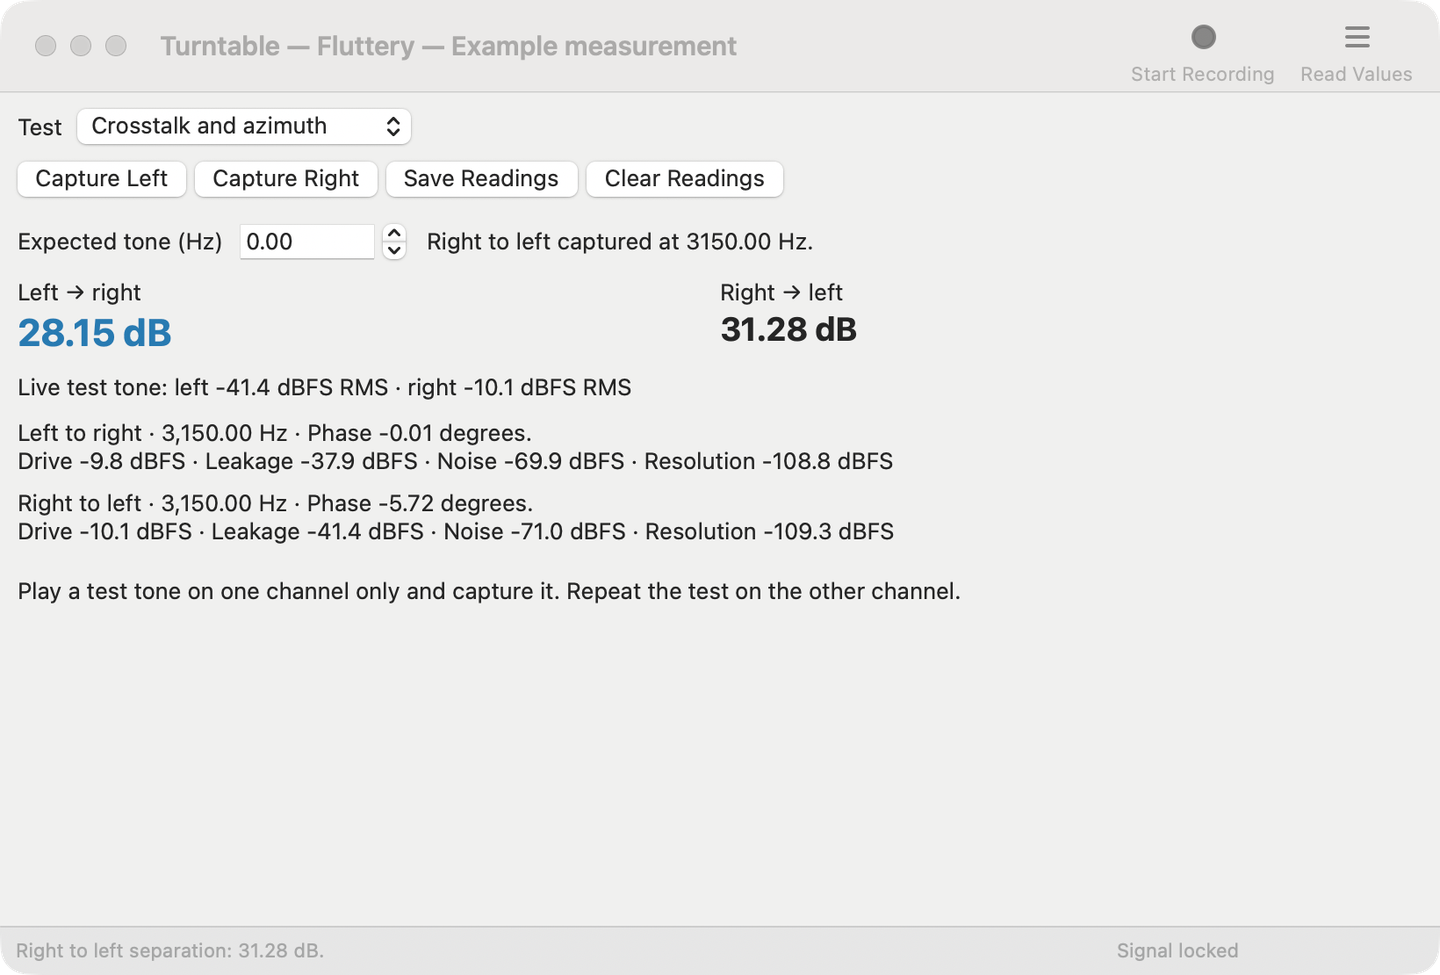 Turntable — Fluttery — Example measurement
Start Recording
Read Values
Test
Crosstalk and azimuth
Capture Left
Capture Right
Save Readings
Clear Readings
Expected tone (Hz)
0.00
Right to left captured at 3150.00 Hz.
Left → right
Right → left
28.15 dB
31.28 dB
Live test tone: left -41.4 dBFS RMS · right -10.1 dBFS RMS
Left to right · 3,150.00 Hz · Phase -0.01 degrees.
Drive -9.8 dBFS · Leakage -37.9 dBFS · Noise -69.9 dBFS · Resolution -108.8 dBFS
Right to left · 3,150.00 Hz · Phase -5.72 degrees.
Drive -10.1 dBFS · Leakage -41.4 dBFS · Noise -71.0 dBFS · Resolution -109.3 dBFS
Play a test tone on one channel only and capture it. Repeat the test on the other channel.
Right to left separation: 31.28 dB.
Signal locked